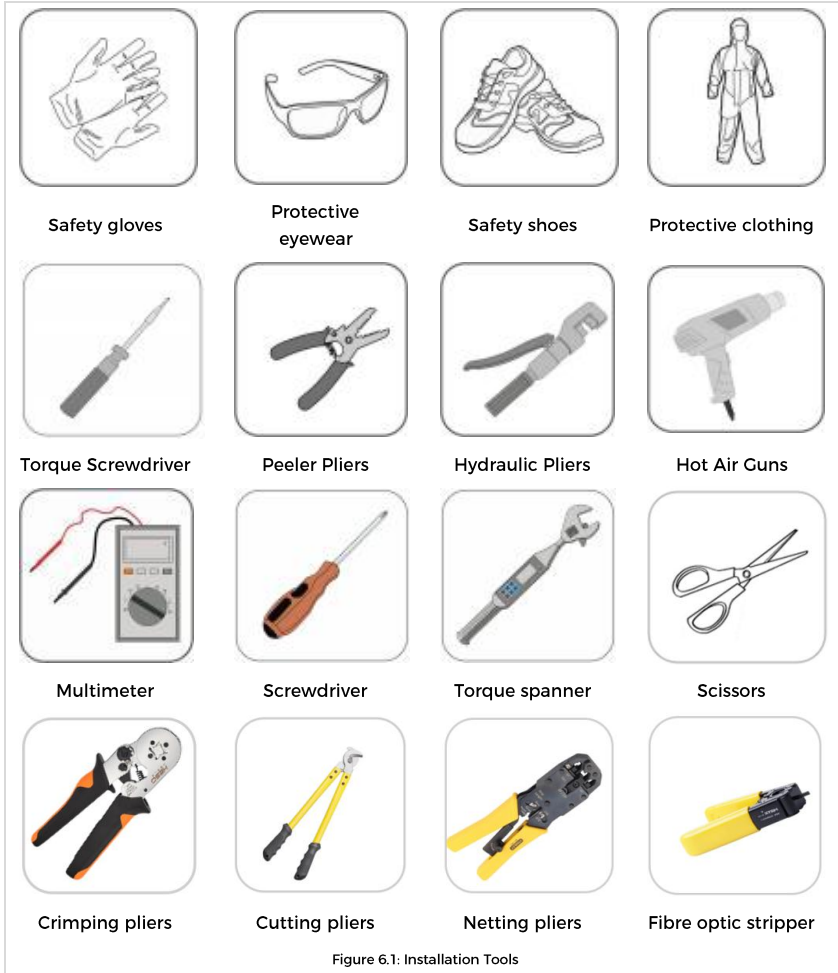 Safety gloves
Protective
eyewear
Safety shoes
Protective clothing
Torque Screwdriver
Peeler Pliers
Hydraulic Pliers
Hot Air Guns
Multimeter
Screwdriver
Torque spanner
Scissors
Crimping pliers
Cutting pliers
Netting pliers
Fibre optic stripper
Figure 6.1: Installation Tools